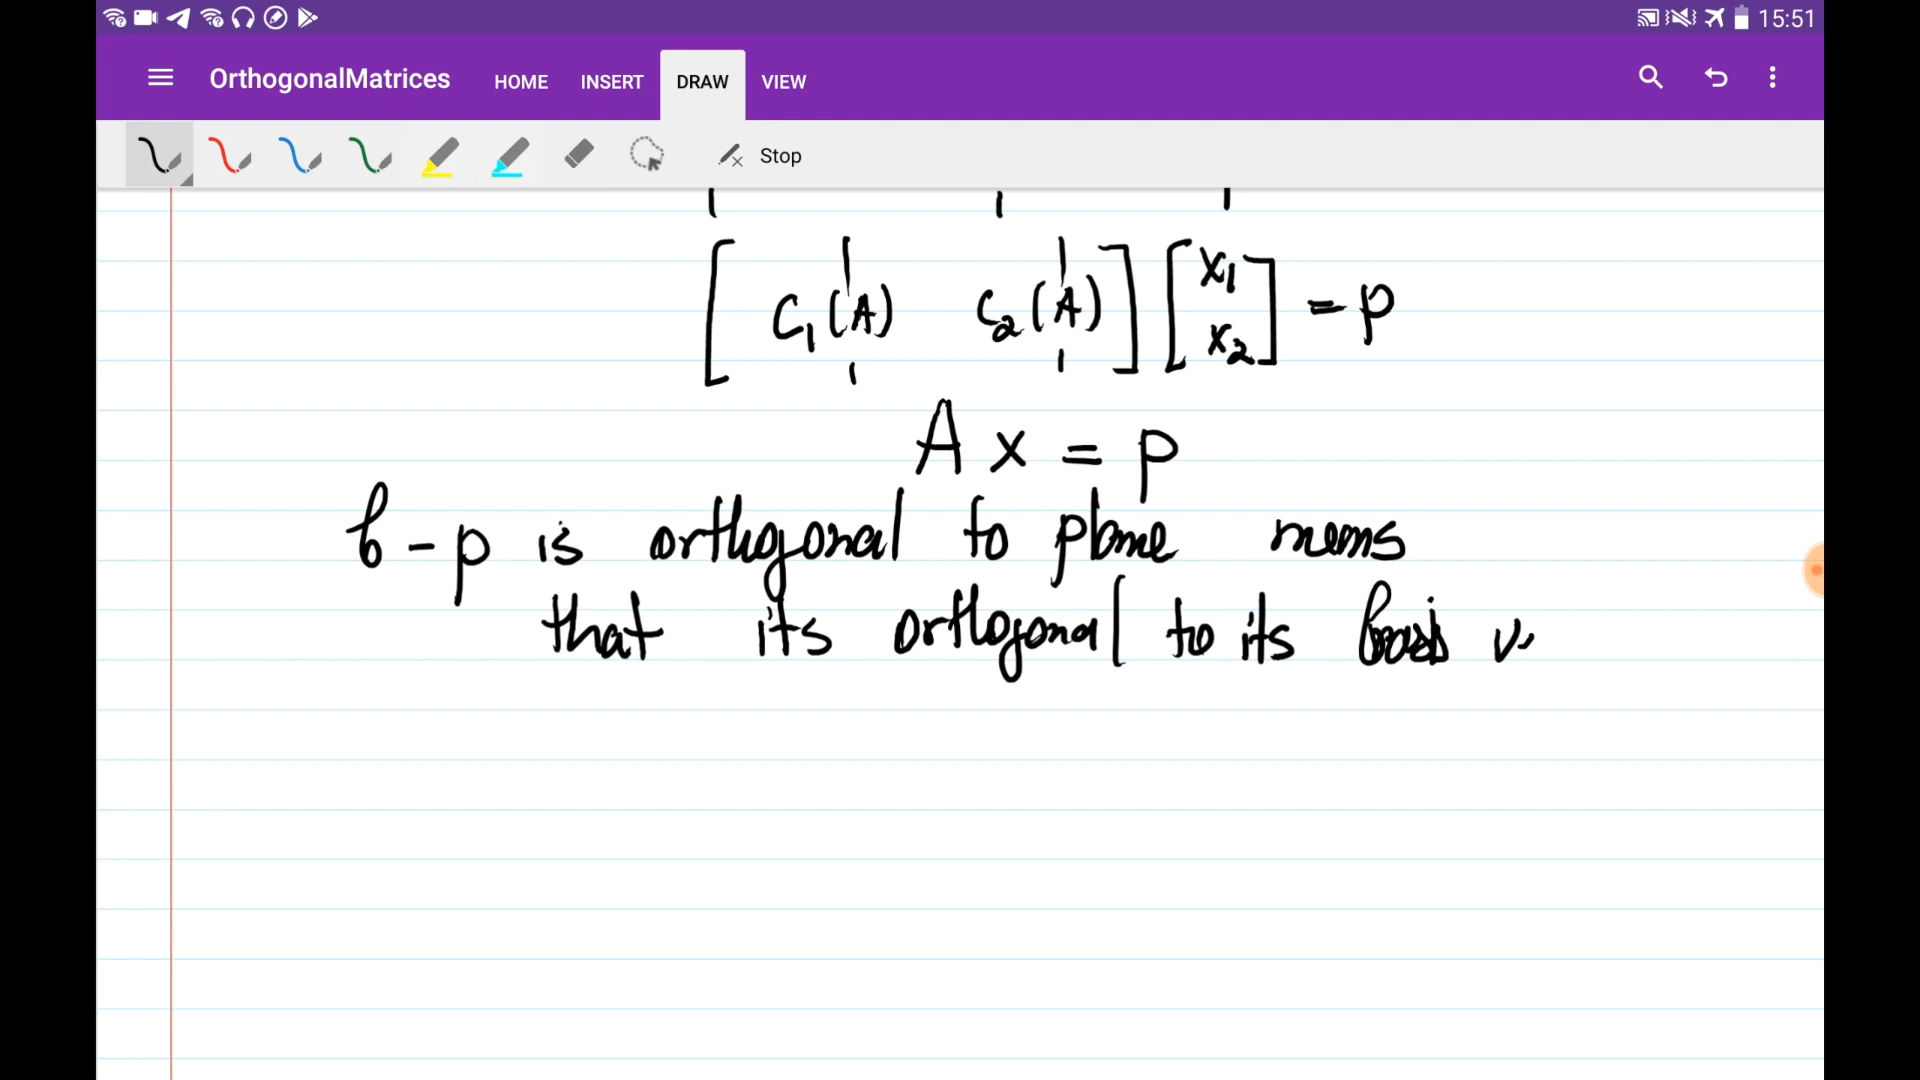 15:51
OrthogonalMatrices HOME INSERT DRAW VIEW
Stop
[ C₁(A) C₂(A) ] [ x₁ x₂ ] = p
A x = p
b - p is orthogonal to plane means
that its orthogonal to its basis v